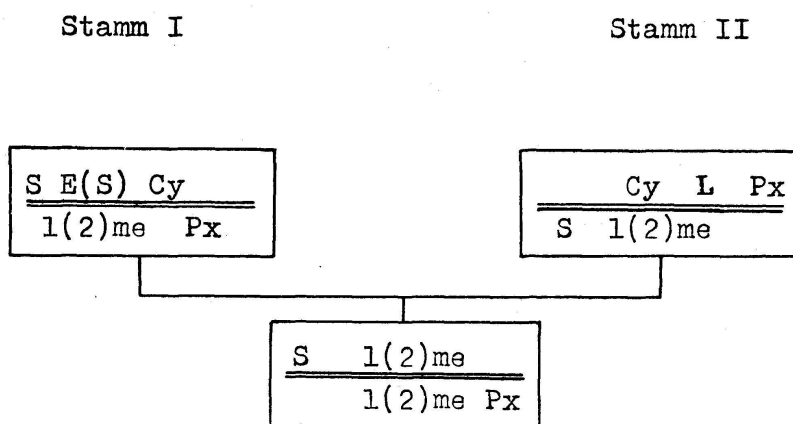 Stamm I
Stamm II
S E(S) Cy
l(2)me Px
Cy L Px
S l(2)me
S l(2)me
l(2)me Px